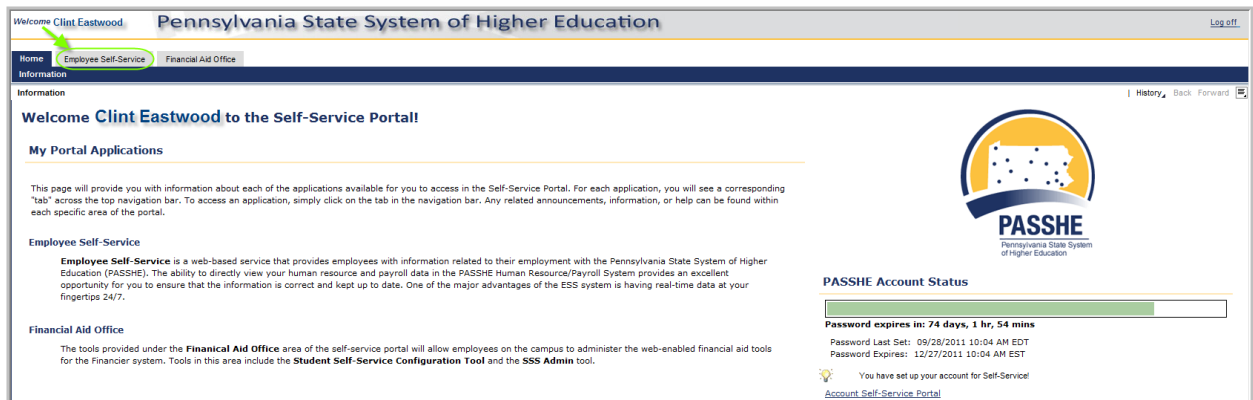 Welcome Clint Eastwood Pennsylvania State System of Higher Education Log off
Home Employee Self-Service Financial Aid Office
Information
Information | History Back Forward
Welcome Clint Eastwood to the Self-Service Portal!
My Portal Applications
This page will provide you with information about each of the applications available for you to access in the Self-Service Portal. For each application, you will see a corresponding
"tab" across the top navigation bar. To access an application, simply click on the tab in the navigation bar. Any related announcements, information, or help can be found within
each specific area of the portal.
Employee Self-Service
Employee Self-Service is a web-based service that provides employees with information related to their employment with the Pennsylvania State System of Higher
Education (PASSHE). The ability to directly view your human resource and payroll data in the PASSHE Human Resource/Payroll System provides an excellent
opportunity for you to ensure that the information is correct and kept up to date. One of the major advantages of the ESS system is having real-time data at your
fingertips 24/7.
Financial Aid Office
The tools provided under the Finanical Aid Office area of the self-service portal will allow employees on the campus to administer the web-enabled financial aid tools
for the Financier system. Tools in this area include the Student Self-Service Configuration Tool and the SSS Admin tool.
PASSHE
Pennsylvania State System
of Higher Education
PASSHE Account Status
Password expires in: 74 days, 1 hr, 54 mins
Password Last Set: 09/28/2011 10:04 AM EDT
Password Expires: 12/27/2011 10:04 AM EST
You have set up your account for Self-Service!
Account Self-Service Portal